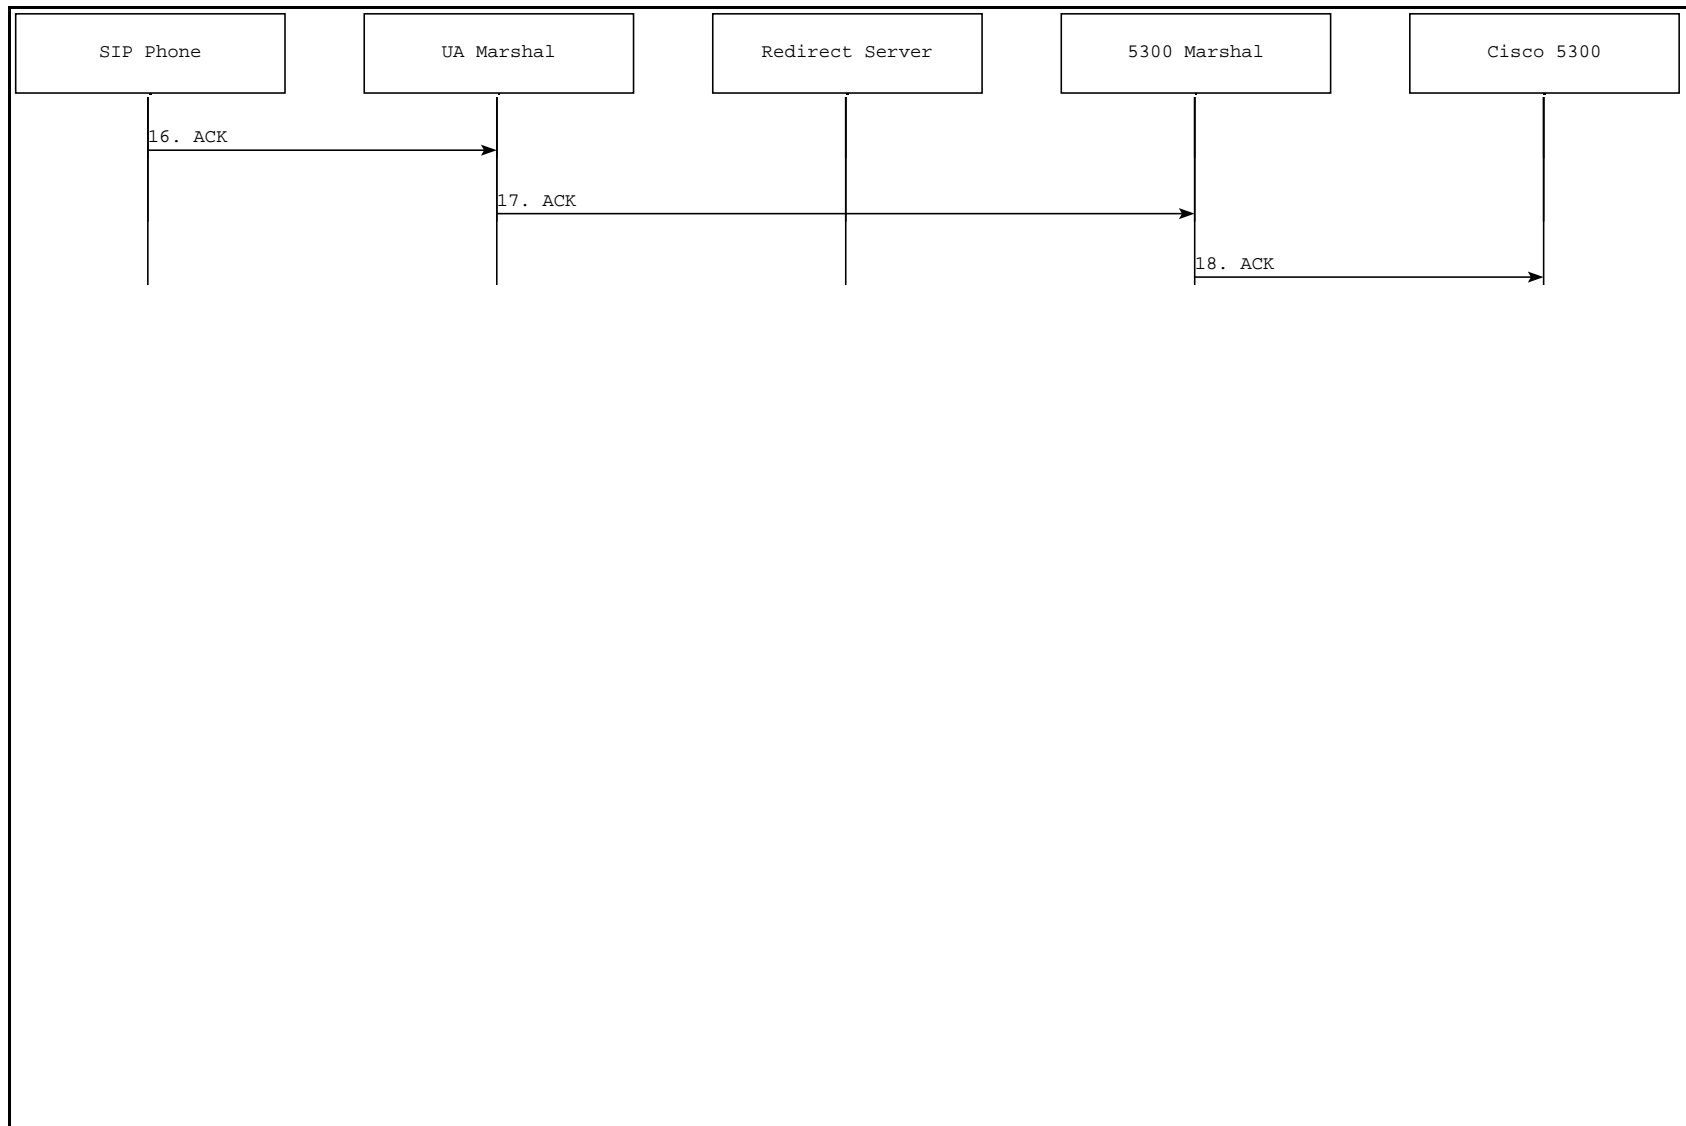 SIP Phone
UA Marshal
Redirect Server
5300 Marshal
Cisco 5300
16. ACK
17. ACK
18. ACK